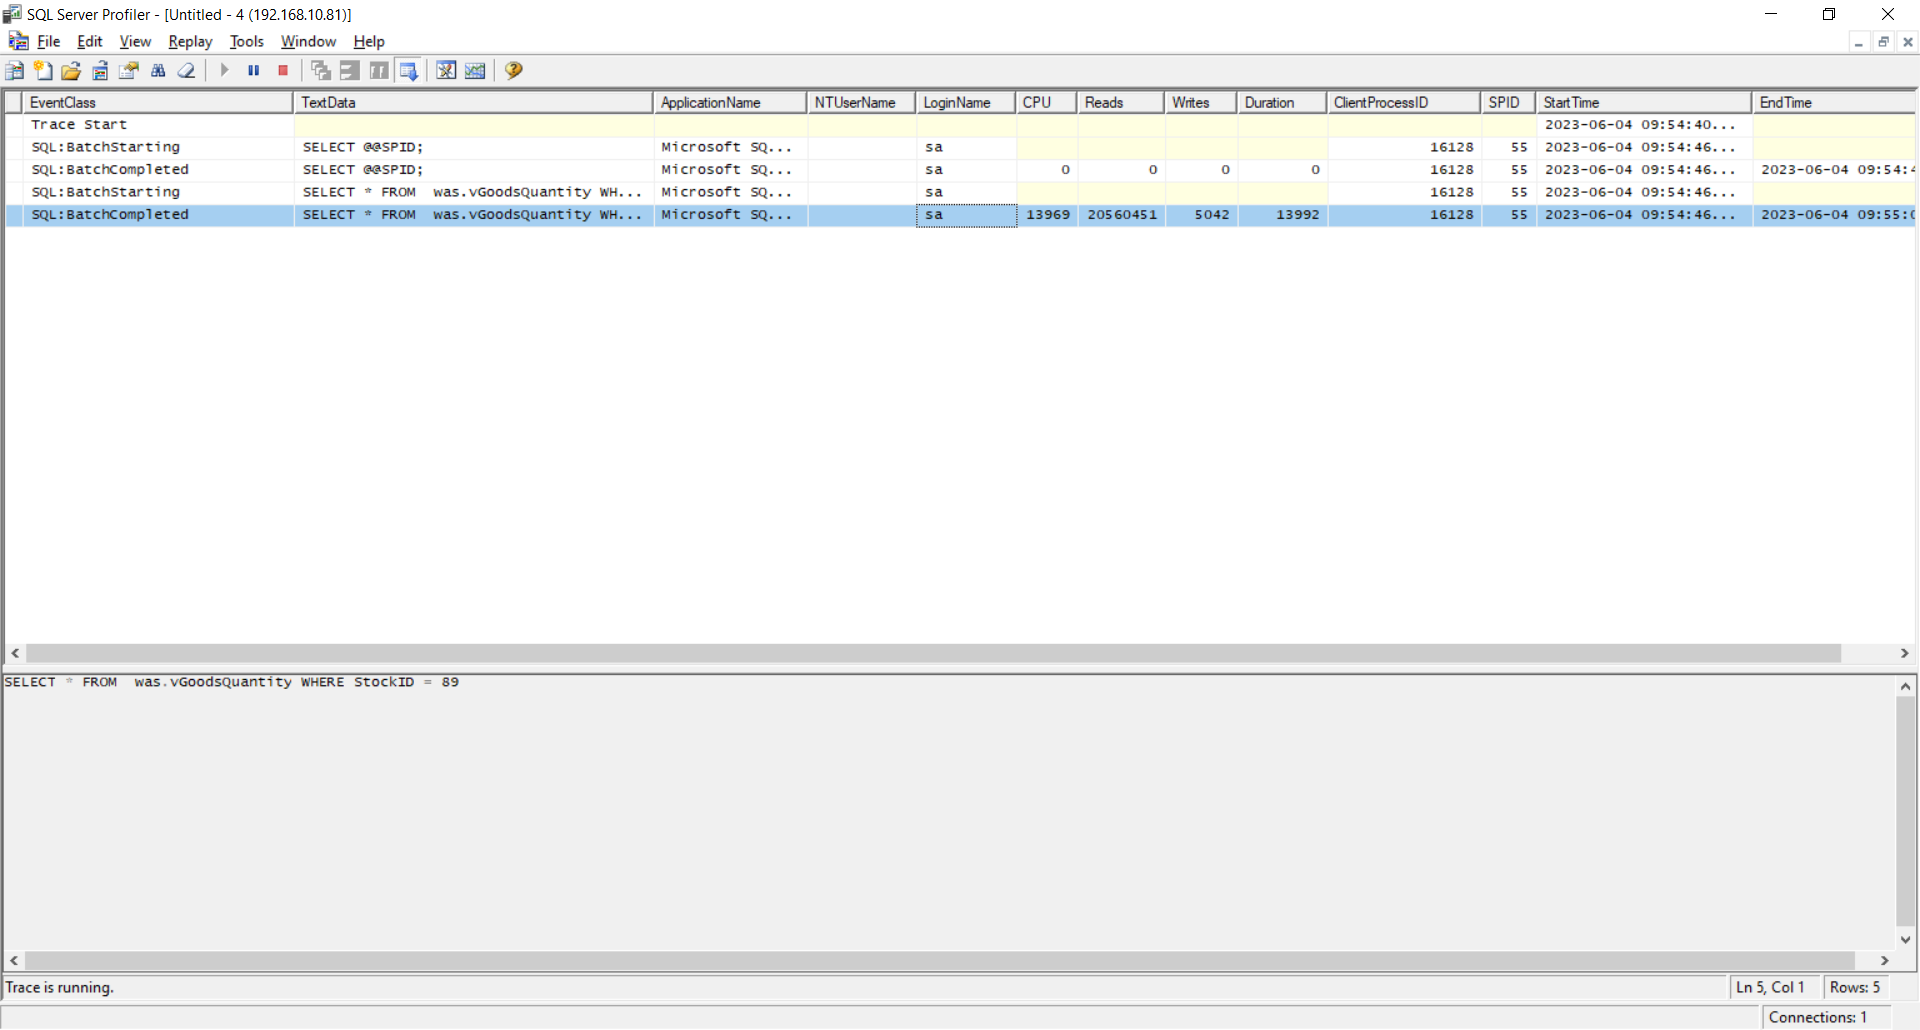 SQL Server Profiler - [Untitled - 4 (192.168.10.81)]
File Edit View Replay Tools Window Help
EventClass TextData ApplicationName NTUserName LoginName CPU Reads Writes Duration ClientProcessID SPID StartTime EndTime
Trace Start 2023-06-04 09:54:40...
SQL:BatchStarting SELECT @@SPID; Microsoft SQ... sa 16128 55 2023-06-04 09:54:46...
SQL:BatchCompleted SELECT @@SPID; Microsoft SQ... sa 0 0 0 0 16128 55 2023-06-04 09:54:46... 2023-06-04 09:54:4
SQL:BatchStarting SELECT * FROM was.vGoodsQuantity WH... Microsoft SQ... sa 16128 55 2023-06-04 09:54:46...
SQL:BatchCompleted SELECT * FROM was.vGoodsQuantity WH... Microsoft SQ... sa 13969 20560451 5042 13992 16128 55 2023-06-04 09:54:46... 2023-06-04 09:55:0
SELECT * FROM was.vGoodsQuantity WHERE StockID = 89
Trace is running. Ln 5, Col 1 Rows: 5
Connections: 1